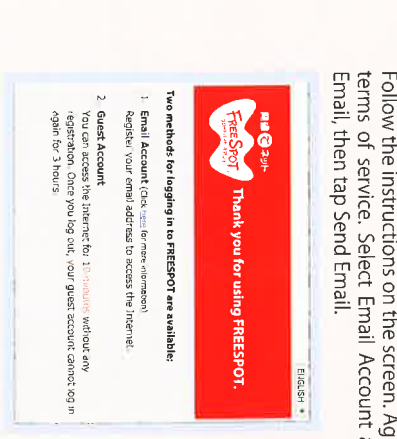 Follow the instructions on the screen. Ag
terms of service. Select Email Account a
Email, then tap Send Email.
ENGLISH
FREESPOT.
Thank you for using FREESPOT.
Two methods for logging in to FREESPOT are available:
1. Email Account (Click here for more information)
Register your email address to access the Internet.
2. Guest Account
You can access the Internet for 10 minutes without any
registration. Once you log out, your guest account cannot log in
again for 3 hours.